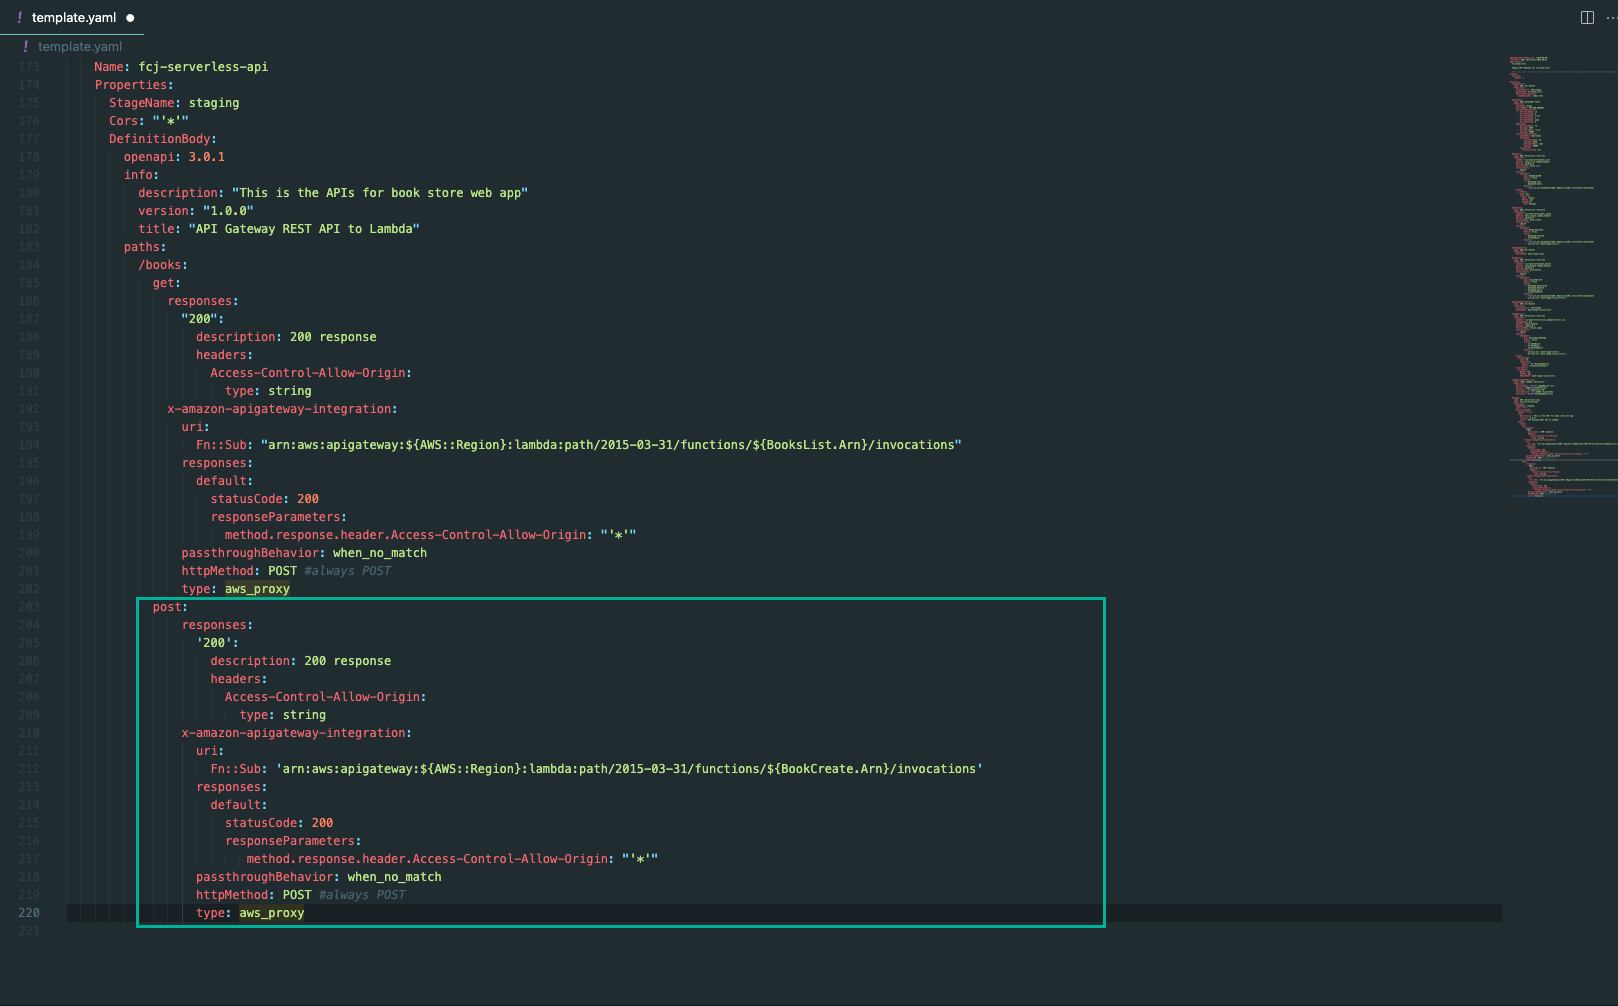 ! template.yaml ●
! template.yaml
173 Name: fcj-serverless-api
174 Properties:
175 StageName: staging
176 Cors: "'*'"
177 DefinitionBody:
178 openapi: 3.0.1
179 info:
180 description: "This is the APIs for book store web app"
181 version: "1.0.0"
182 title: "API Gateway REST API to Lambda"
183 paths:
184 /books:
185 get:
186 responses:
187 "200":
188 description: 200 response
189 headers:
190 Access-Control-Allow-Origin:
191 type: string
192 x-amazon-apigateway-integration:
193 uri:
194 Fn::Sub: "arn:aws:apigateway:${AWS::Region}:lambda:path/2015-03-31/functions/${BooksList.Arn}/invocations"
195 responses:
196 default:
197 statusCode: 200
198 responseParameters:
199 method.response.header.Access-Control-Allow-Origin: "'*'"
200 passthroughBehavior: when_no_match
201 httpMethod: POST #always POST
202 type: aws_proxy
203 post:
204 responses:
205 '200':
206 description: 200 response
207 headers:
208 Access-Control-Allow-Origin:
209 type: string
210 x-amazon-apigateway-integration:
211 uri:
212 Fn::Sub: 'arn:aws:apigateway:${AWS::Region}:lambda:path/2015-03-31/functions/${BookCreate.Arn}/invocations'
213 responses:
214 default:
215 statusCode: 200
216 responseParameters:
217 method.response.header.Access-Control-Allow-Origin: "'*'"
218 passthroughBehavior: when_no_match
219 httpMethod: POST #always POST
220 type: aws_proxy
221